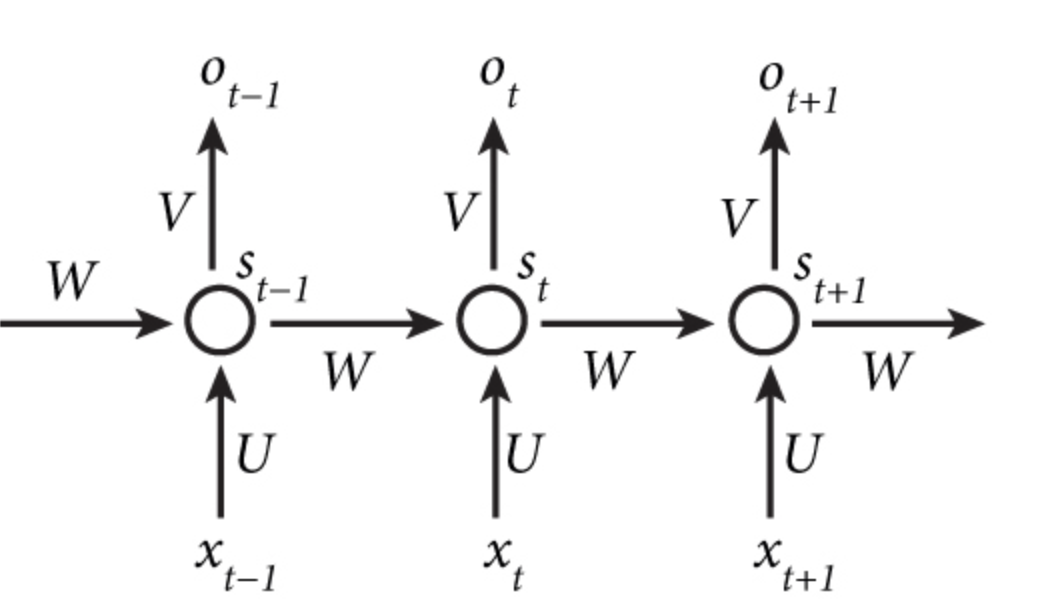 o_{t-1} o_t o_{t+1}
V V V
W s_{t-1} s_t s_{t+1}
W W W
U U U
x_{t-1} x_t x_{t+1}